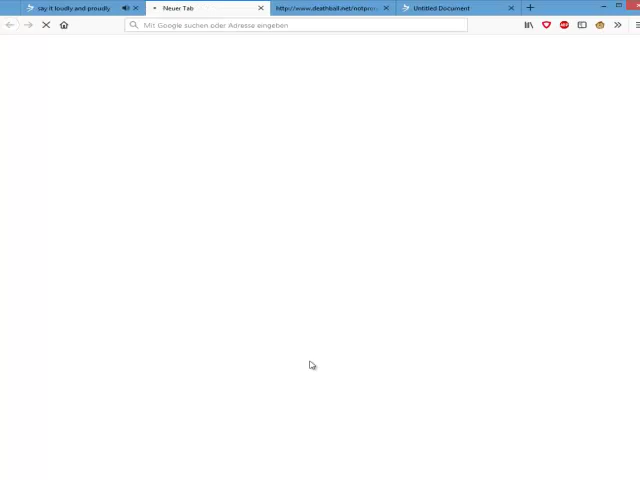 say it loudly and proudly
Neuer Tab
http://www.deathball.net/notpro
Untitled Document
Mit Google suchen oder Adresse eingeben
ABP